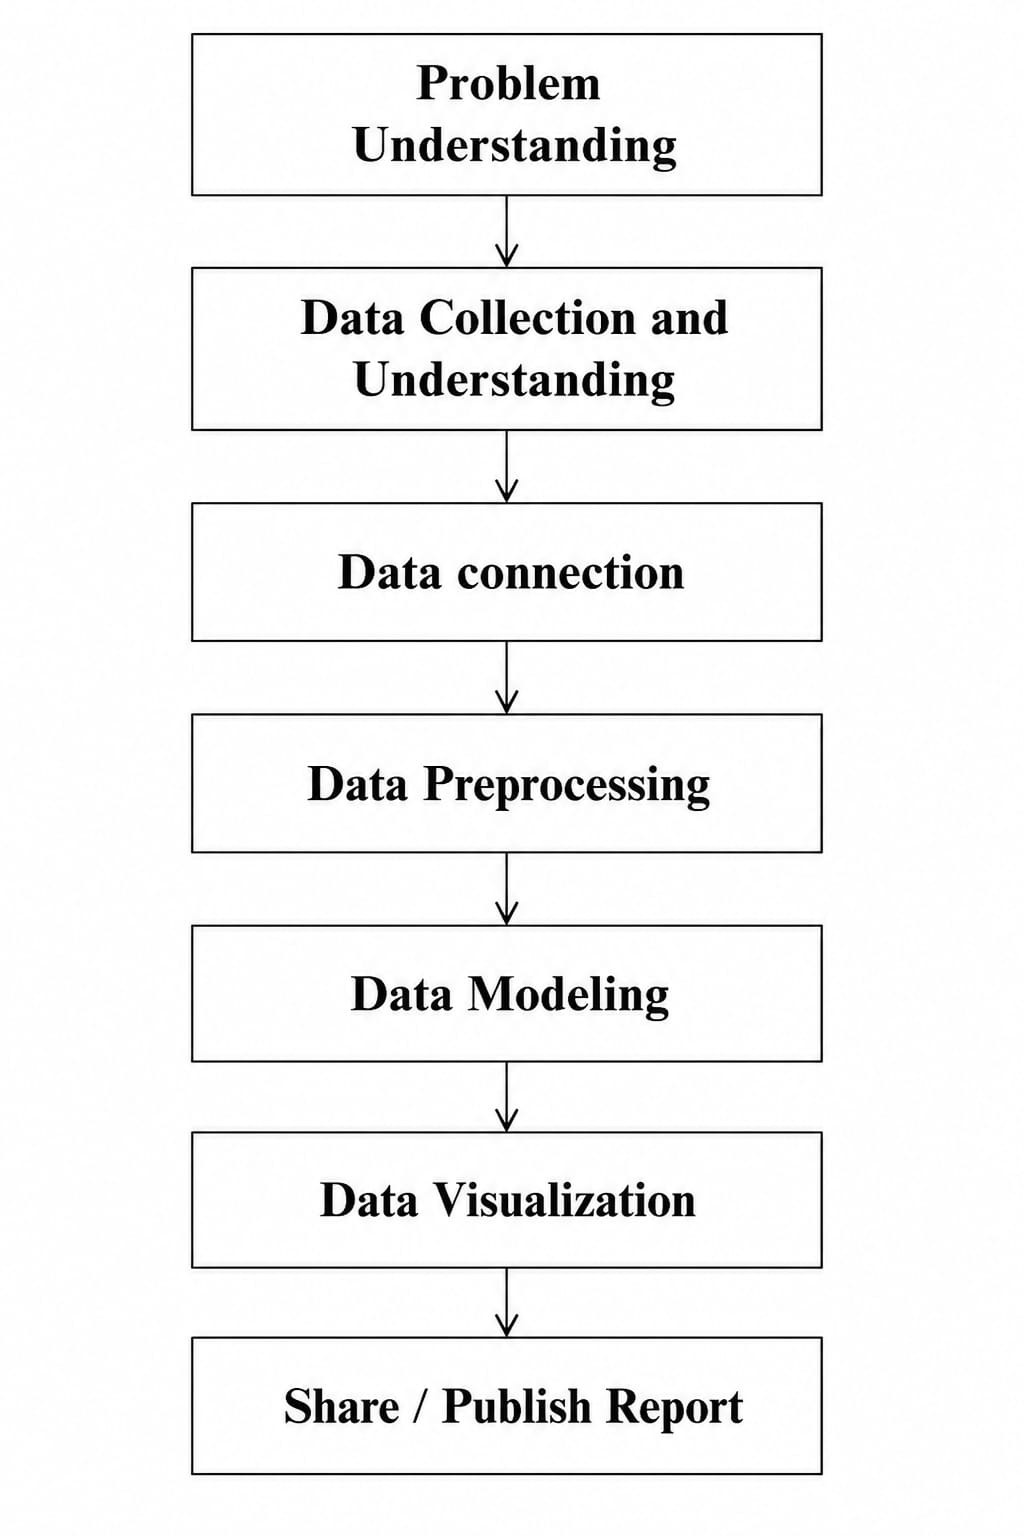 Problem
Understanding
Data Collection and
Understanding
Data connection
Data Preprocessing
Data Modeling
Data Visualization
Share / Publish Report